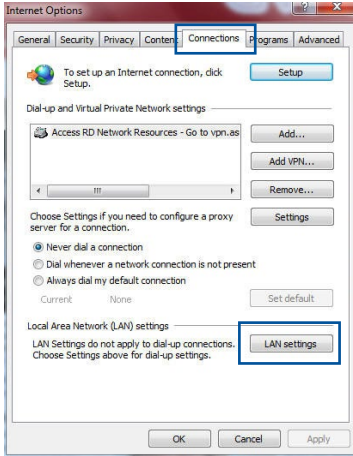 Internet Options
General Security Privacy Content Connections Programs Advanced
To set up an Internet connection, click
Setup.
Setup
Dial-up and Virtual Private Network settings
Access RD Network Resources - Go to vpn.as
Add...
Add VPN...
Remove...
Choose Settings if you need to configure a proxy
server for a connection.
Settings
Never dial a connection
Dial whenever a network connection is not present
Always dial my default connection
Current None
Set default
Local Area Network (LAN) settings
LAN Settings do not apply to dial-up connections.
Choose Settings above for dial-up settings.
LAN settings
OK Cancel Apply